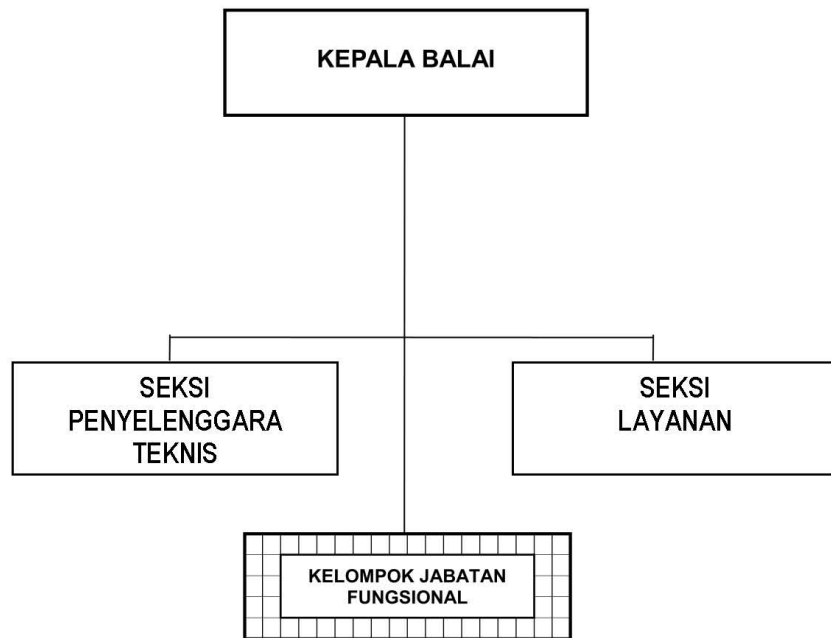 KEPALA BALAI
SEKSI
PENYELENGGARA
TEKNIS
SEKSI
LAYANAN
KELOMPOK JABATAN
FUNGSIONAL